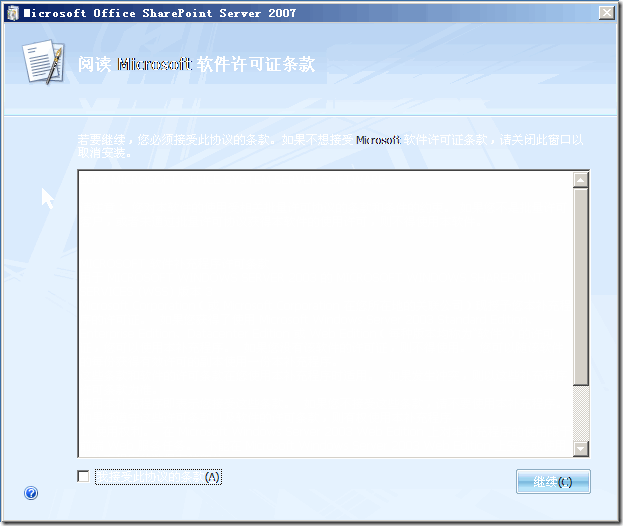 Microsoft Office SharePoint Server 2007
阅读 Microsoft 软件许可证条款
若要继续，您必须接受此协议的条款。如果不想接受 Microsoft 软件许可证条款，请关闭此窗口以
取消安装。
(A)
继续(C)